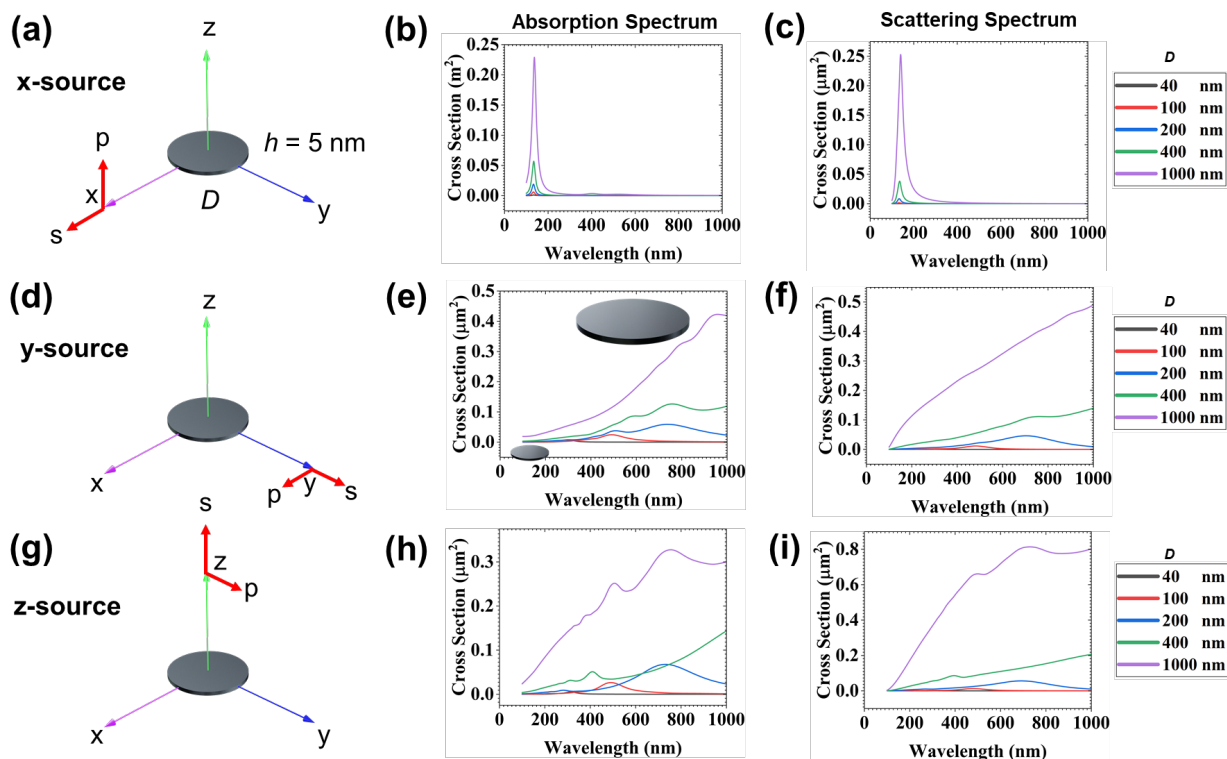 Absorption Spectrum
Scattering Spectrum
(a)
x-source
z
p
x
s
h = 5 nm
D
y
(b)
Cross Section (m²)
0.25
0.20
0.15
0.10
0.05
0.00
0 200 400 600 800 1000
Wavelength (nm)
(c)
Cross Section (μm²)
0.25
0.20
0.15
0.10
0.05
0.00
0 200 400 600 800 1000
Wavelength (nm)
D
40 nm
100 nm
200 nm
400 nm
1000 nm
(d)
y-source
z
x
p
y
s
(e)
Cross Section (μm²)
0.5
0.4
0.3
0.2
0.1
0.0
0 200 400 600 800 1000
Wavelength (nm)
(f)
Cross Section (μm²)
0.5
0.4
0.3
0.2
0.1
0.0
0 200 400 600 800 1000
Wavelength (nm)
D
40 nm
100 nm
200 nm
400 nm
1000 nm
(g)
z-source
s
z
p
x
y
(h)
Cross Section (μm²)
0.3
0.2
0.1
0.0
0 200 400 600 800 1000
Wavelength (nm)
(i)
Cross Section (μm²)
0.8
0.6
0.4
0.2
0.0
0 200 400 600 800 1000
Wavelength (nm)
D
40 nm
100 nm
200 nm
400 nm
1000 nm